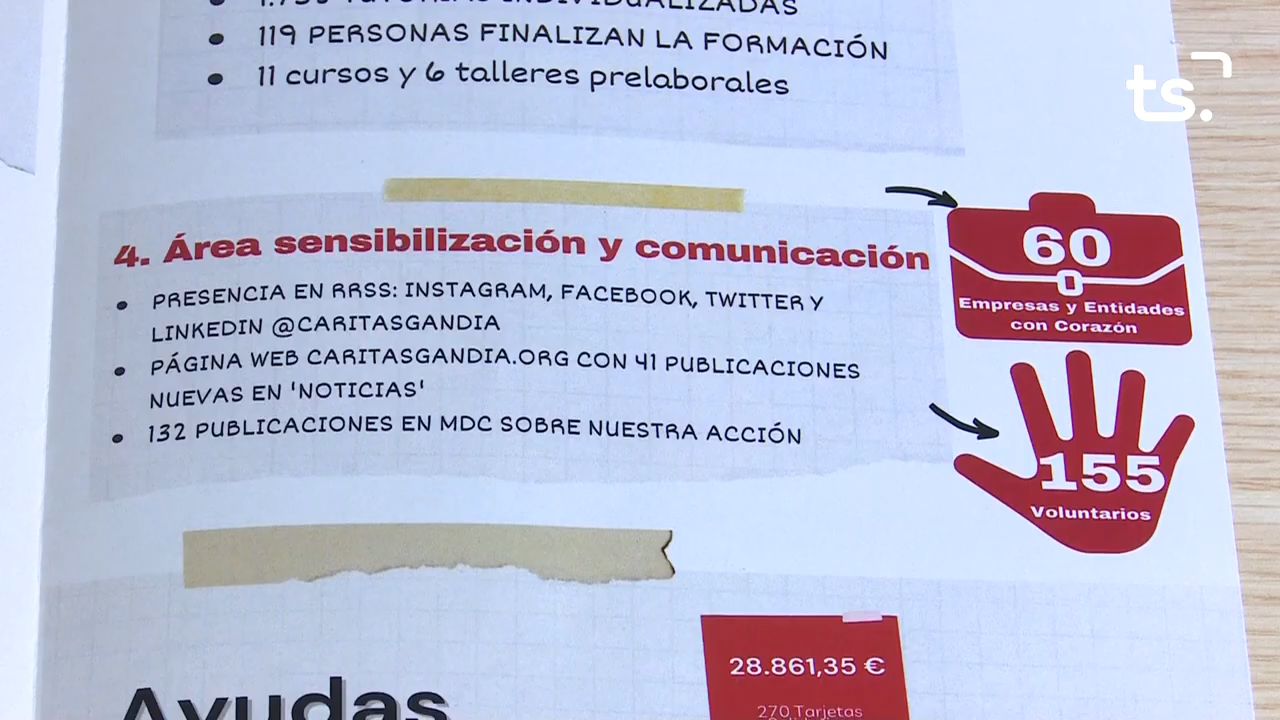 TUTORÍAS INDIVIDUALIZADAS
119 PERSONAS FINALIZAN LA FORMACIÓN
11 cursos y 6 talleres prelaborales
ts.
4. Área sensibilización y comunicación
PRESENCIA EN RRSS: INSTAGRAM, FACEBOOK, TWITTER Y
LINKEDIN @CARITASGANDIA
PÁGINA WEB CARITASGANDIA.ORG CON 41 PUBLICACIONES
NUEVAS EN 'NOTICIAS'
132 PUBLICACIONES EN MDC SOBRE NUESTRA ACCIÓN
60
Empresas y Entidades
con Corazón
155
Voluntarios
Ayudas
28.861,35 €
270 Tarjetas